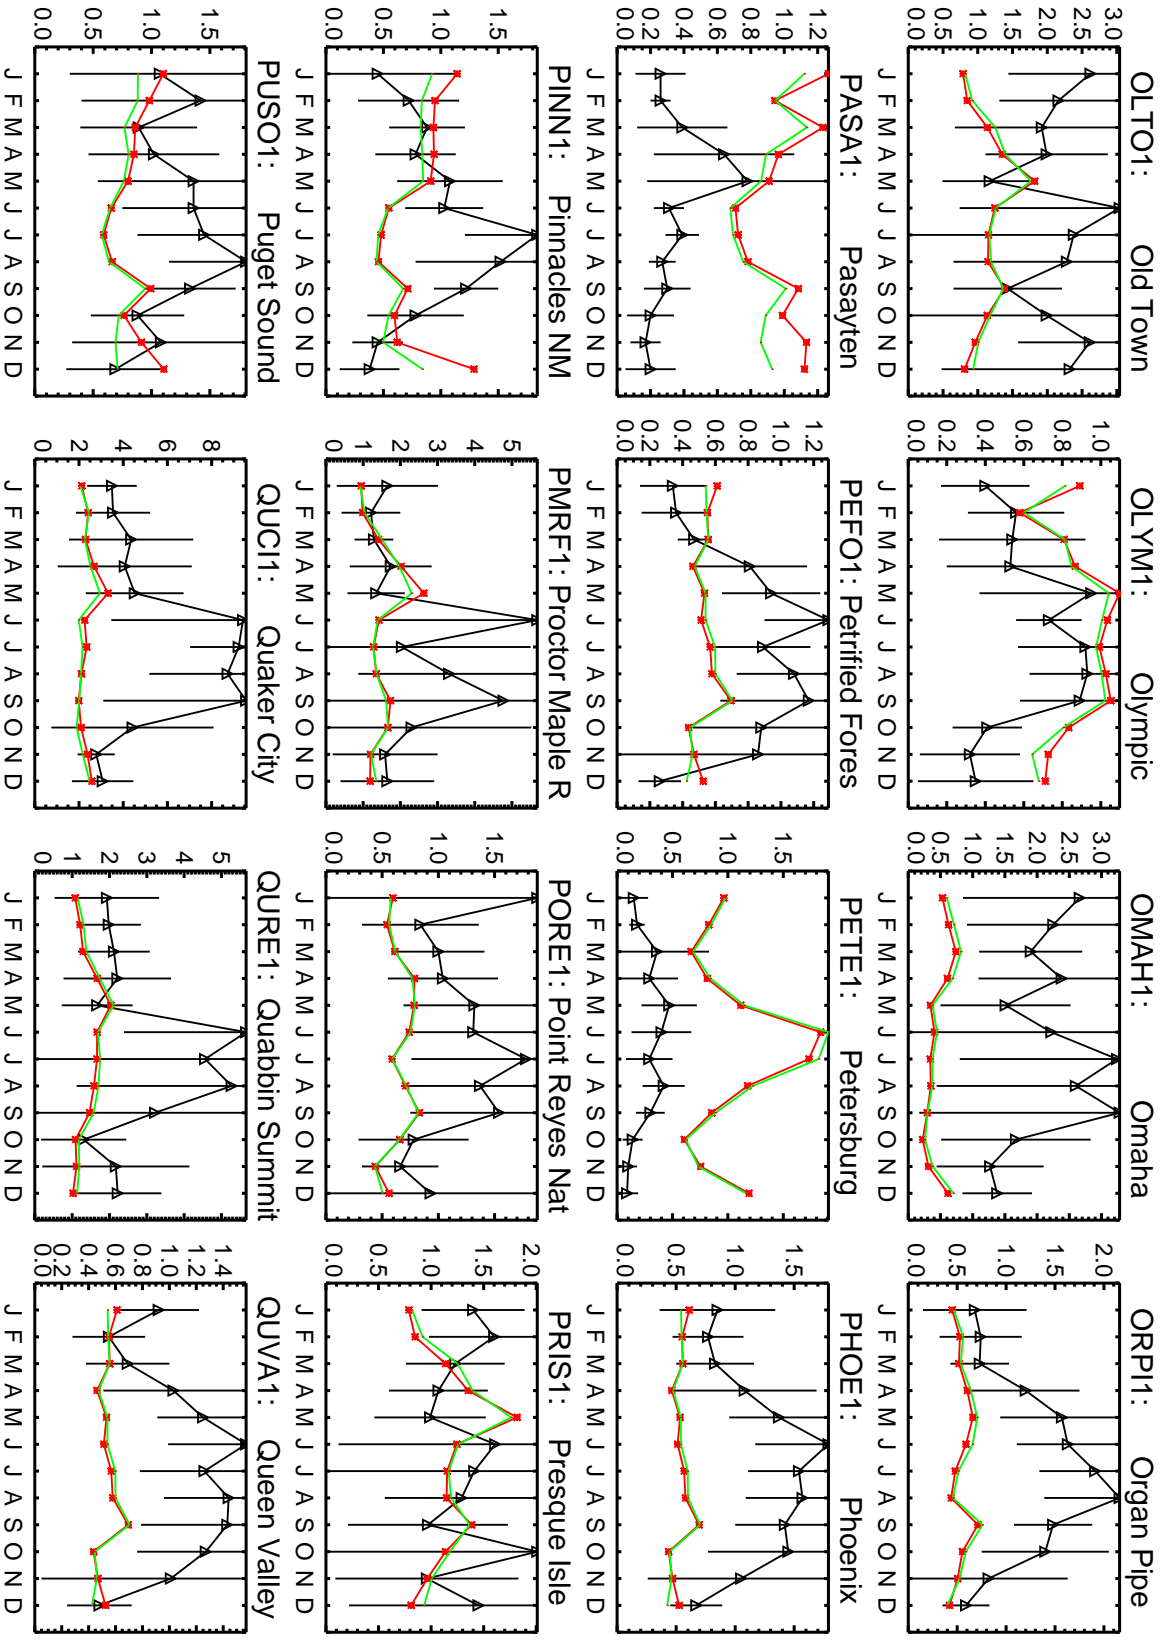 OLTO1: Old Town
3.0
2.5
2.0
1.5
1.0
0.5
0.0
J F M A M J J A S O N D
OLYM1: Olympic
1.0
0.8
0.6
0.4
0.2
0.0
J F M A M J J A S O N D
OMAH1: Omaha
3.0
2.5
2.0
1.5
1.0
0.5
0.0
J F M A M J J A S O N D
ORPI1: Organ Pipe
2.0
1.5
1.0
0.5
0.0
J F M A M J J A S O N D
PASA1: Pasayten
1.2
1.0
0.8
0.6
0.4
0.2
0.0
J F M A M J J A S O N D
PEFO1: Petrified Fores
1.2
1.0
0.8
0.6
0.4
0.2
0.0
J F M A M J J A S O N D
PETE1: Petersburg
1.5
1.0
0.5
0.0
J F M A M J J A S O N D
PHOE1: Phoenix
1.5
1.0
0.5
0.0
J F M A M J J A S O N D
PINN1: Pinnacles NM
1.5
1.0
0.5
0.0
J F M A M J J A S O N D
PMRF1: Proctor Maple R
5
3
2
1
0
J F M A M J J A S O N D
PORE1: Point Reyes Nat
1.5
1.0
0.5
0.0
J F M A M J J A S O N D
PRIS1: Presque Isle
2.0
1.5
1.0
0.5
0.0
J F M A M J J A S O N D
PUSO1: Puget Sound
1.5
1.0
0.5
0.0
J F M A M J J A S O N D
QUCI1: Quaker City
8
6
4
2
0
J F M A M J J A S O N D
QURE1: Quabbin Summit
5
3
2
1
0
J F M A M J J A S O N D
QUVA1: Queen Valley
1.4
1.2
1.0
0.8
0.6
0.4
0.2
0.0
J F M A M J J A S O N D